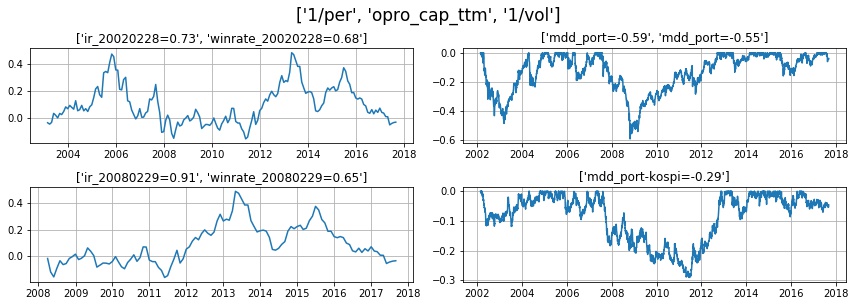 ['1/per', 'opro_cap_ttm', '1/vol']
['ir_20020228=0.73', 'winrate_20020228=0.68']
0.4
0.2
0.0
2004 2006 2008 2010 2012 2014 2016 2018
['mdd_port=-0.59', 'mdd_port=-0.55']
0.0
−0.2
−0.4
−0.6
2002 2004 2006 2008 2010 2012 2014 2016 2018
['ir_20080229=0.91', 'winrate_20080229=0.65']
0.4
0.2
0.0
2008 2009 2010 2011 2012 2013 2014 2015 2016 2017 2018
['mdd_port-kospi=-0.29']
0.0
−0.1
−0.2
−0.3
2002 2004 2006 2008 2010 2012 2014 2016 2018